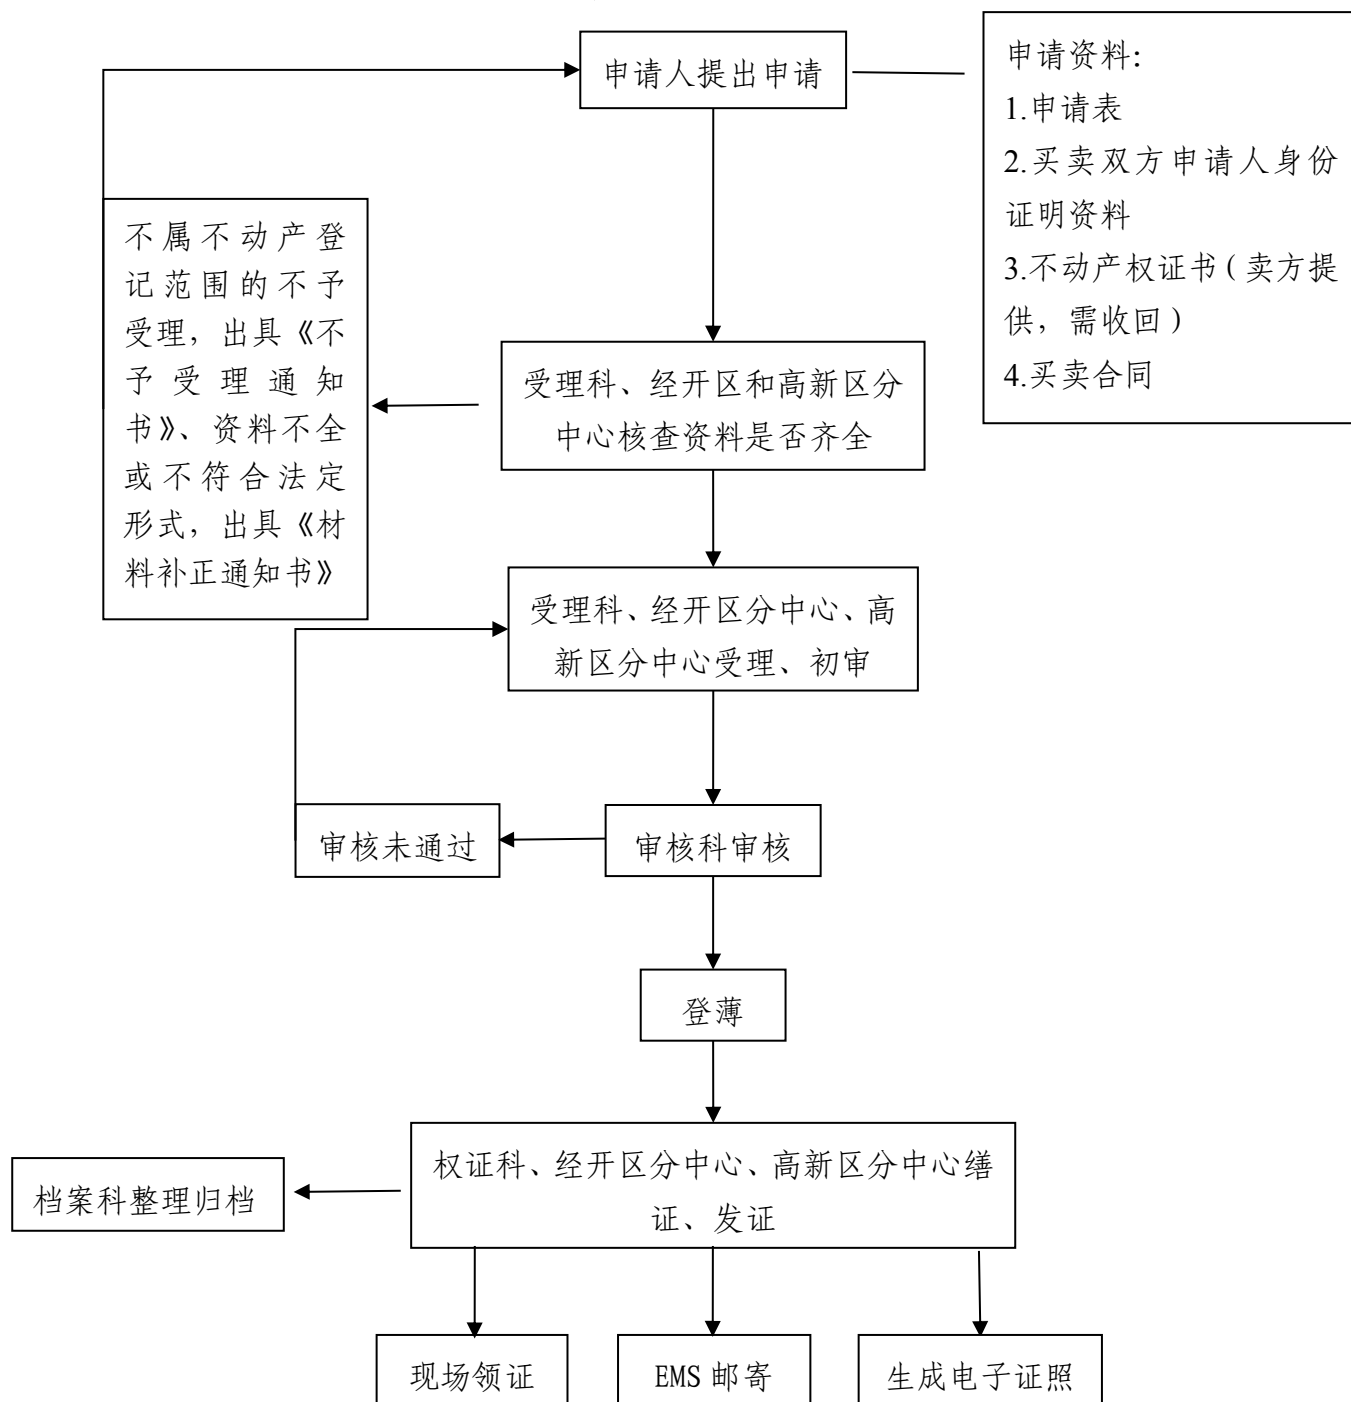 申请人提出申请
申请资料:
1.申请表
2.买卖双方申请人身份
证明资料
3.不动产权证书(卖方提
供，需收回)
4.买卖合同
不属不动产登
记范围的不予
受理，出具《不
予受理通知
书》、资料不全
或不符合法定
形式，出具《材
料补正通知书》
受理科、经开区和高新区分
中心核查资料是否齐全
受理科、经开区分中心、高
新区分中心受理、初审
审核未通过
审核科审核
登薄
权证科、经开区分中心、高新区分中心缮
证、发证
档案科整理归档
现场领证
EMS 邮寄
生成电子证照